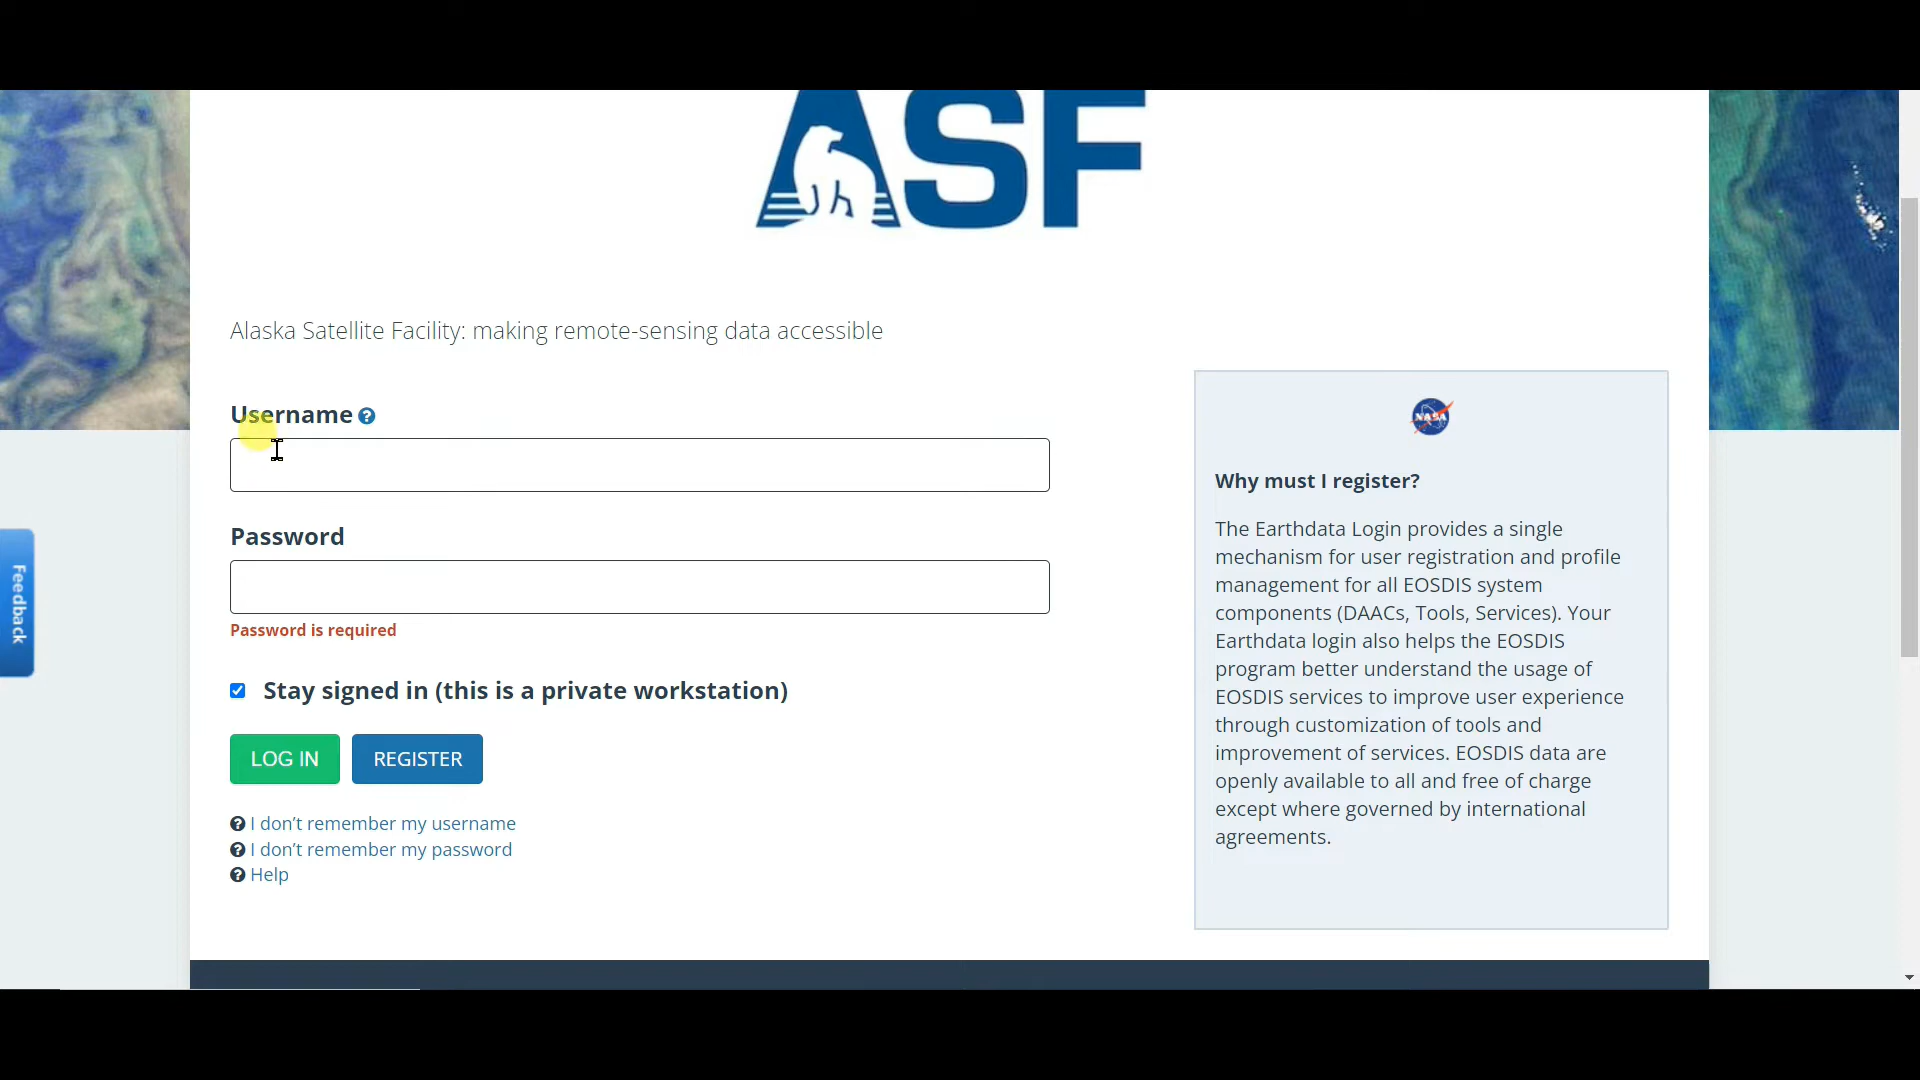 ASF
Alaska Satellite Facility: making remote-sensing data accessible
Username
Password
Password is required
Stay signed in (this is a private workstation)
LOG IN REGISTER
I don't remember my username
I don't remember my password
Help
Feedback
NASA
Why must I register?
The Earthdata Login provides a single
mechanism for user registration and profile
management for all EOSDIS system
components (DAACs, Tools, Services). Your
Earthdata login also helps the EOSDIS
program better understand the usage of
EOSDIS services to improve user experience
through customization of tools and
improvement of services. EOSDIS data are
openly available to all and free of charge
except where governed by international
agreements.